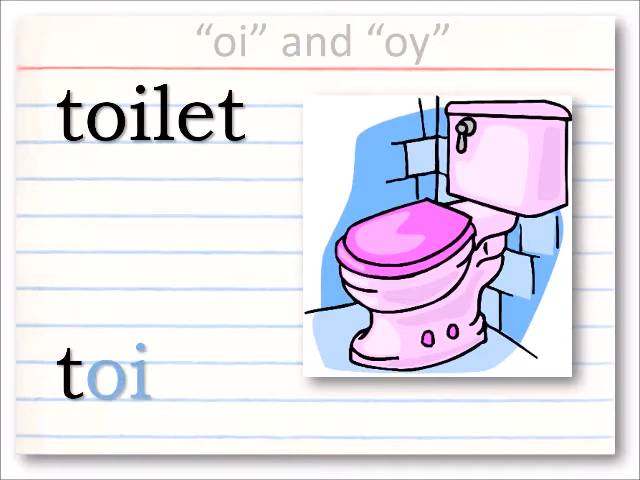 “oi” and “oy”
toilet
toi